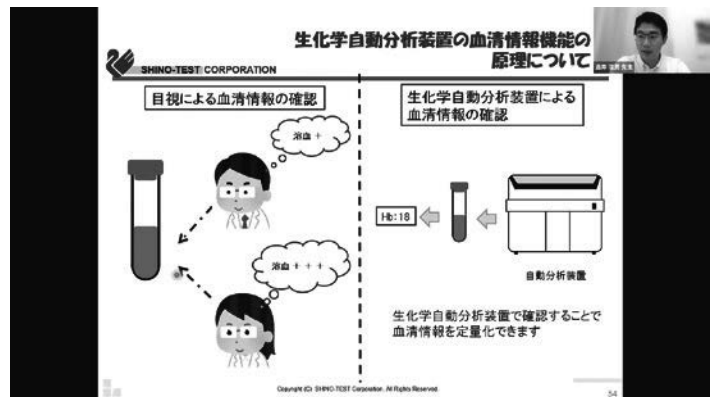 生化学自動分析装置の血清情報機能の
原理について
SHINO-TEST CORPORATION
目視による血清情報の確認
溶血 +
溶血 + + +
生化学自動分析装置による
血清情報の確認
Hb:18
自動分析装置
生化学自動分析装置で確認することで
血清情報を定量化できます
Copyright (C) SHINO-TEST Corporation. All Rights Reserved.
54